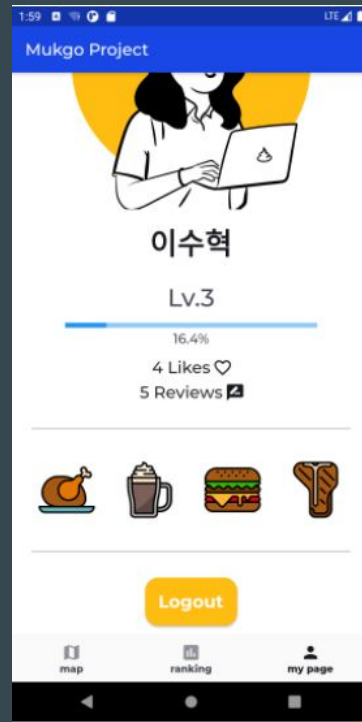 1:59 LTE
Mukgo Project
이수혁
Lv.3
16.4%
4 Likes
5 Reviews
Logout
map ranking my page